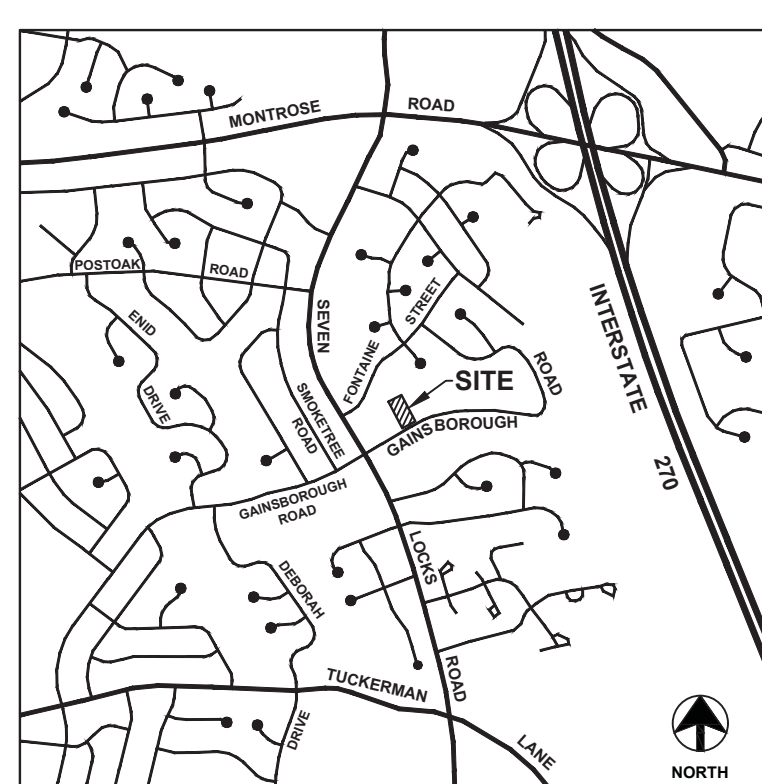 MONTROSE ROAD
POSTOAK ROAD
ENID DRIVE
SEVEN LOCKS ROAD
FONTAINE STREET
SMOKETREE ROAD
SITE
GAINSBOROUGH ROAD
INTERSTATE 270
GAINSBOROUGH ROAD
DEBORAH DRIVE
TUCKERMAN LANE
NORTH